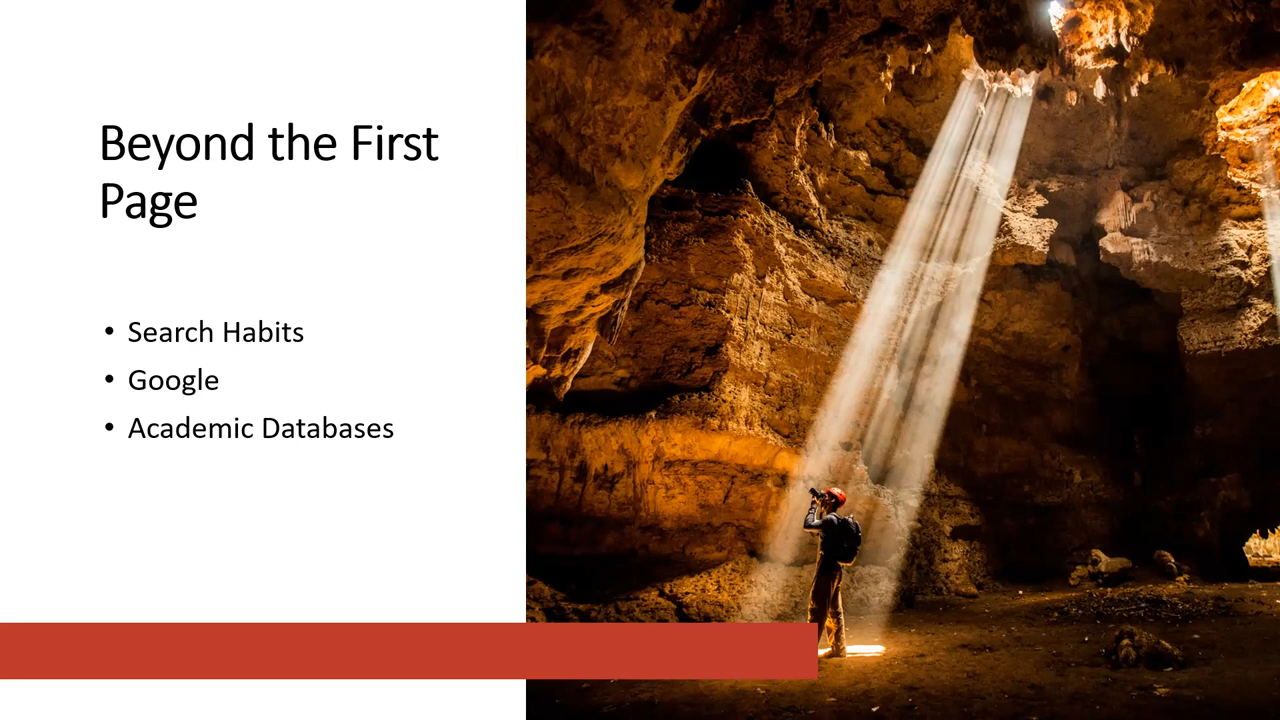 Beyond the First
Page
• Search Habits
• Google
• Academic Databases